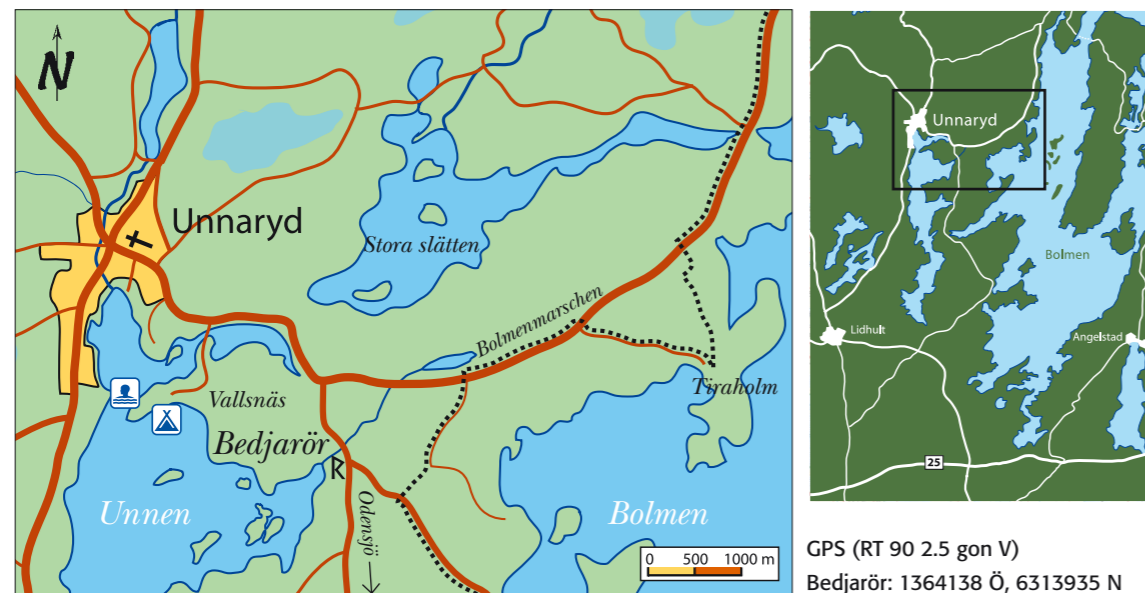 N
Unnaryd
Stora slätten
Bolmenmarschen
Tiraholm
Vallsnäs
Bedjarör
R
Unnen
Odensjö
Bolmen
0 500 1000 m
Unnaryd
Bolmen
Lidhult
Angelstad
25
GPS (RT 90 2.5 gon V)
Bedjarör: 1364138 Ö, 6313935 N